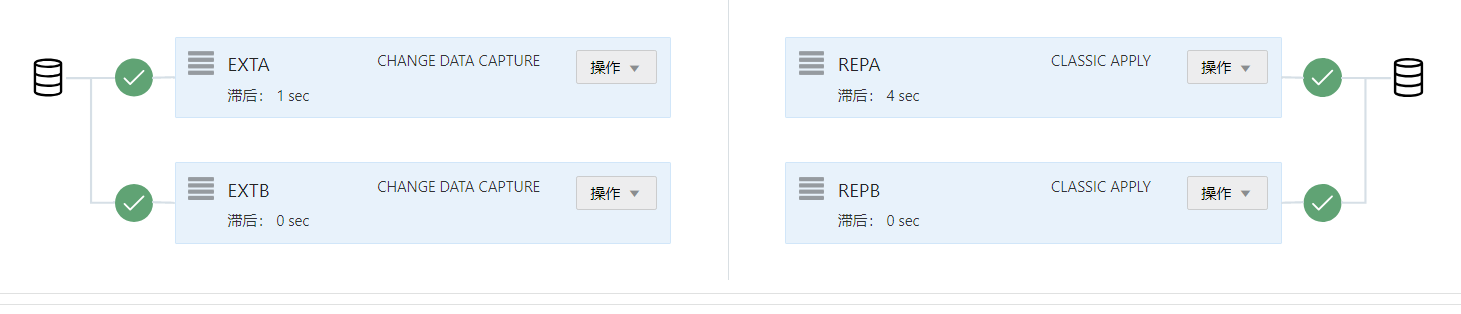 EXTA CHANGE DATA CAPTURE 操作
滞后： 1 sec
EXTB CHANGE DATA CAPTURE 操作
滞后： 0 sec
REPA CLASSIC APPLY 操作
滞后： 4 sec
REPB CLASSIC APPLY 操作
滞后： 0 sec